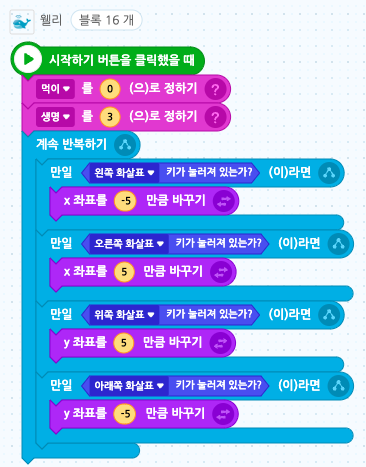 웰리 블록 16 개
시작하기 버튼을 클릭했을 때
먹이 를 0 (으)로 정하기 ?
생명 를 3 (으)로 정하기 ?
계속 반복하기
만일 왼쪽 화살표 키가 눌러져 있는가? (이)라면
x 좌표를 -5 만큼 바꾸기
만일 오른쪽 화살표 키가 눌러져 있는가? (이)라면
x 좌표를 5 만큼 바꾸기
만일 위쪽 화살표 키가 눌러져 있는가? (이)라면
y 좌표를 5 만큼 바꾸기
만일 아래쪽 화살표 키가 눌러져 있는가? (이)라면
y 좌표를 -5 만큼 바꾸기